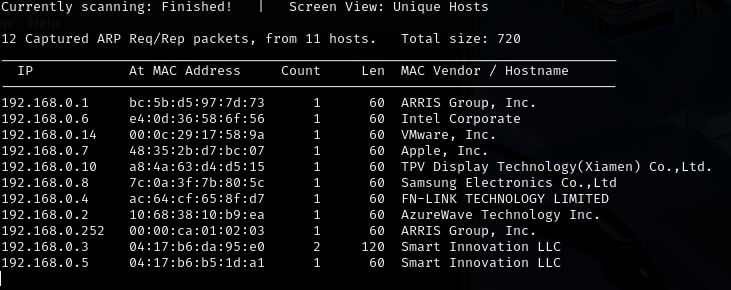 Currently scanning: Finished!   |   Screen View: Unique Hosts
12 Captured ARP Req/Rep packets, from 11 hosts.   Total size: 720
IP            At MAC Address     Count     Len  MAC Vendor / Hostname
192.168.0.1     bc:5b:d5:97:7d:73      1      60  ARRIS Group, Inc.
192.168.0.6     e4:0d:36:58:6f:56      1      60  Intel Corporate
192.168.0.14    00:0c:29:17:58:9a      1      60  VMware, Inc.
192.168.0.7     48:35:2b:d7:bc:07      1      60  Apple, Inc.
192.168.0.10    a8:4a:63:d4:d5:15      1      60  TPV Display Technology(Xiamen) Co.,Ltd.
192.168.0.8     7c:0a:3f:7b:80:5c      1      60  Samsung Electronics Co.,Ltd
192.168.0.4     ac:64:cf:65:8f:d7      1      60  FN-LINK TECHNOLOGY LIMITED
192.168.0.2     10:68:38:10:b9:ea      1      60  AzureWave Technology Inc.
192.168.0.252   00:00:ca:01:02:03      1      60  ARRIS Group, Inc.
192.168.0.3     04:17:b6:da:95:e0      2     120  Smart Innovation LLC
192.168.0.5     04:17:b6:b5:1d:a1      1      60  Smart Innovation LLC